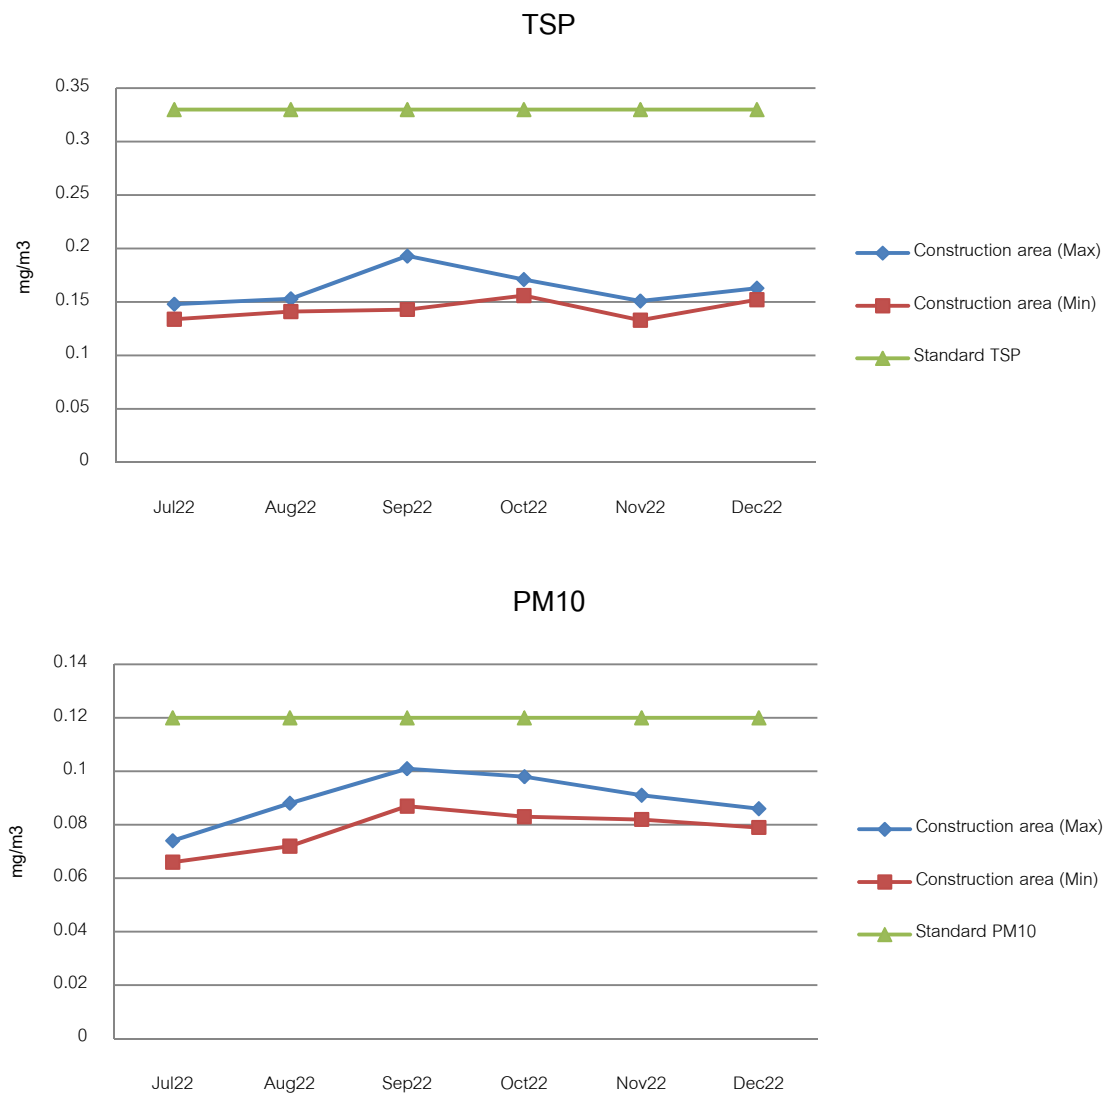 TSP
0.35
0.3
0.25
0.2
0.15
0.1
0.05
0
mg/m3
Jul22 Aug22 Sep22 Oct22 Nov22 Dec22
Construction area (Max)
Construction area (Min)
Standard TSP
PM10
0.14
0.12
0.1
0.08
0.06
0.04
0.02
0
mg/m3
Jul22 Aug22 Sep22 Oct22 Nov22 Dec22
Construction area (Max)
Construction area (Min)
Standard PM10